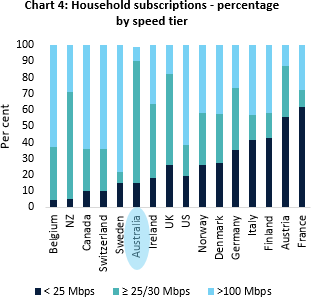 Chart 4: Household subscriptions - percentage
by speed tier
Per cent
100
90
80
70
60
50
40
30
20
10
0
Belgium
NZ
Canada
Switzerland
Sweden
Australia
Ireland
UK
US
Norway
Denmark
Germany
Italy
Finland
Austria
France
< 25 Mbps
≥ 25/30 Mbps
>100 Mbps